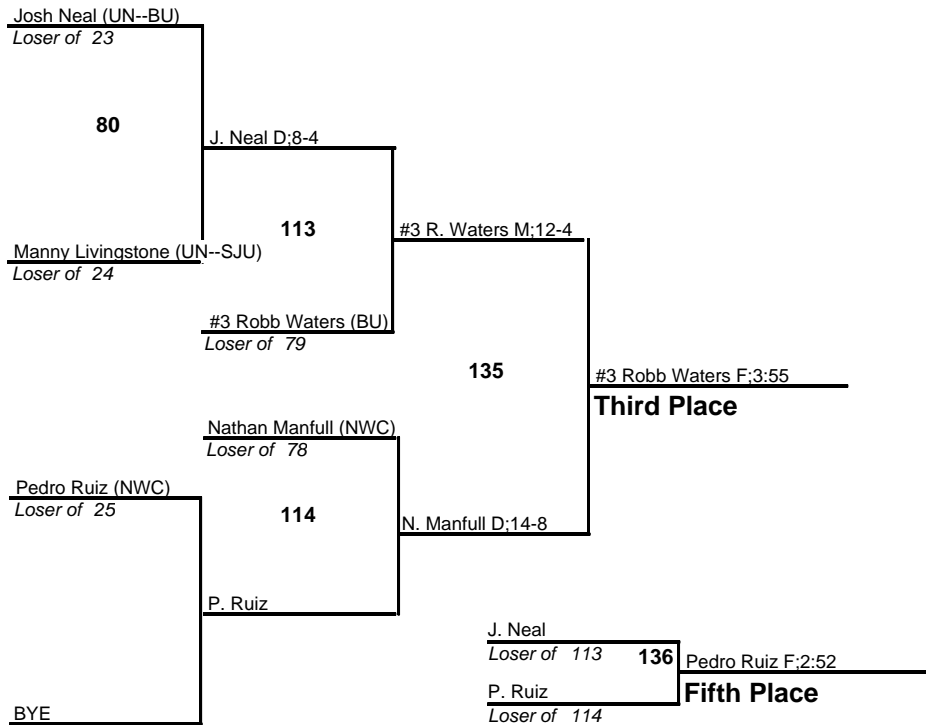 Josh Neal (UN--BU)
Loser of 23
80
J. Neal D;8-4
Manny Livingstone (UN--SJU)
Loser of 24
113
#3 R. Waters M;12-4
#3 Robb Waters (BU)
Loser of 79
135
#3 Robb Waters F;3:55
Third Place
Nathan Manfull (NWC)
Loser of 78
Pedro Ruiz (NWC)
Loser of 25
114
N. Manfull D;14-8
P. Ruiz
BYE
J. Neal
Loser of 113
136
Pedro Ruiz F;2:52
Fifth Place
P. Ruiz
Loser of 114